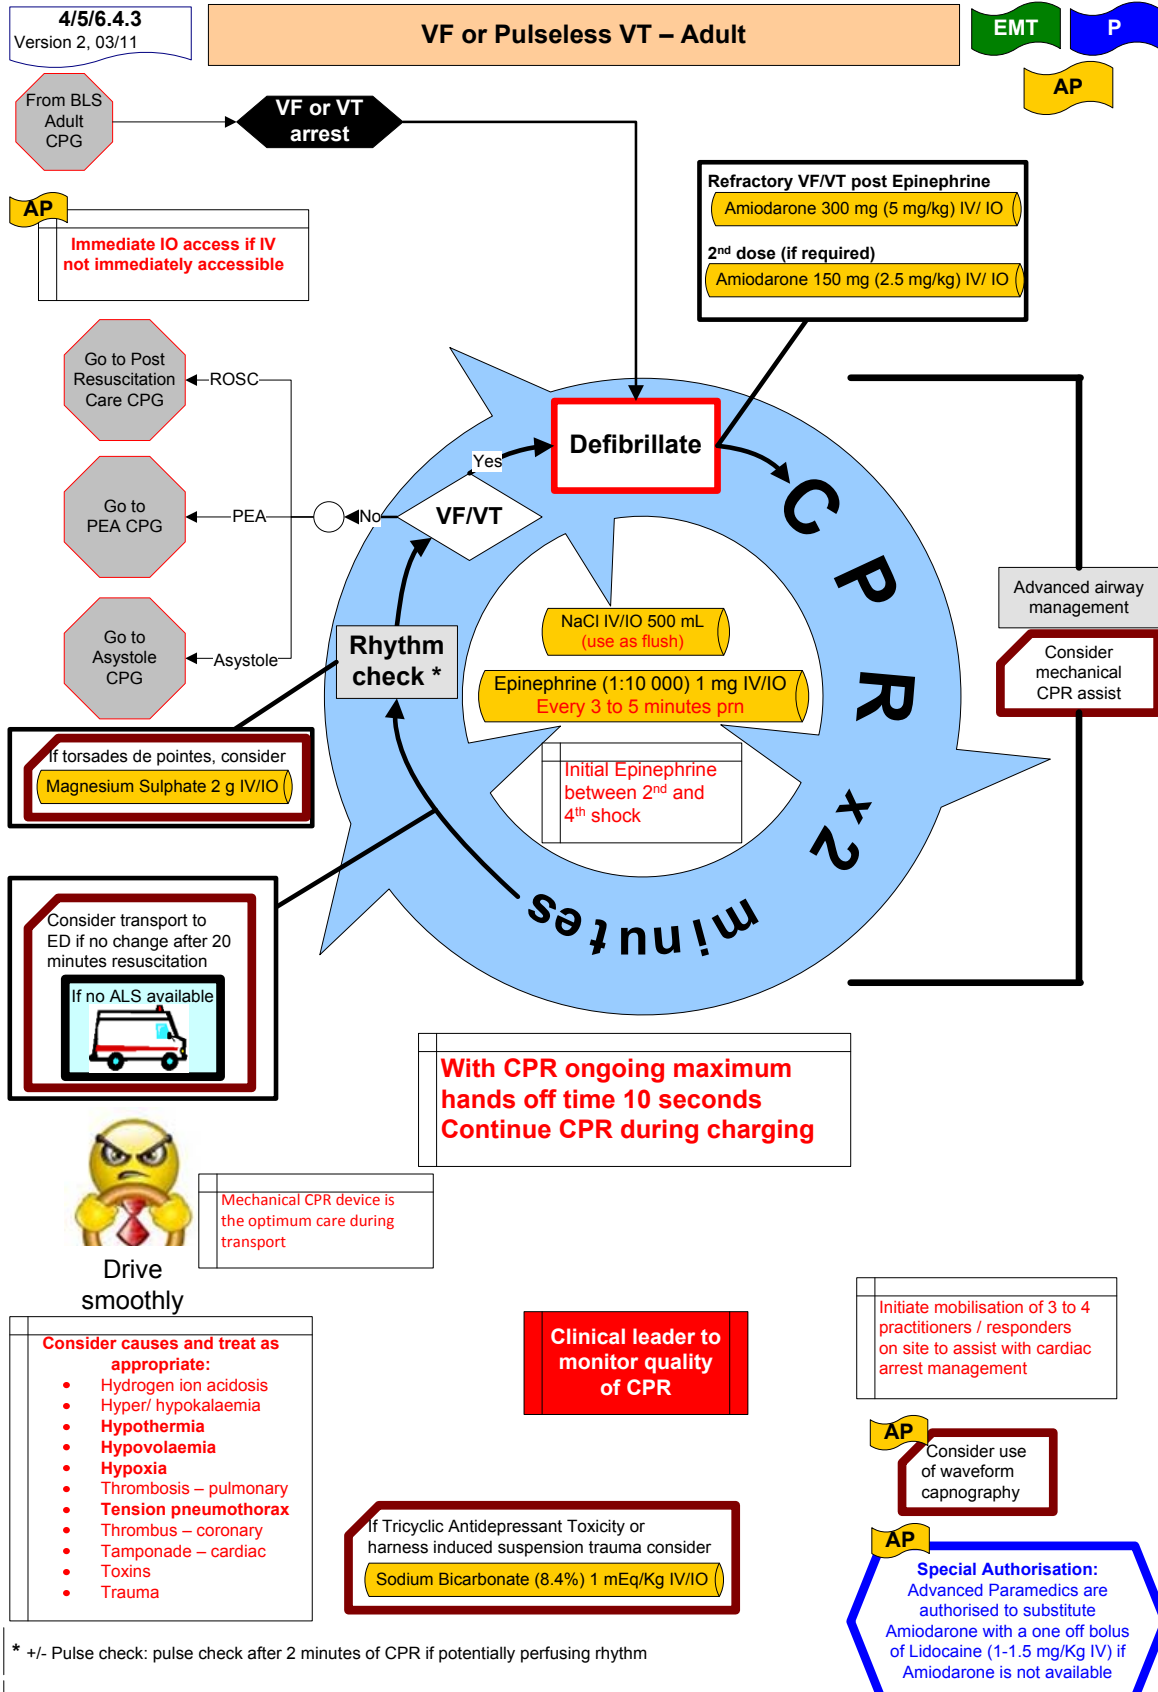 4/5/6.4.3
Version 2, 03/11
VF or Pulseless VT – Adult
EMT
P
AP
From BLS
Adult
CPG
VF or VT
arrest
Refractory VF/VT post Epinephrine
Amiodarone 300 mg (5 mg/kg) IV/ IO
2nd dose (if required)
Amiodarone 150 mg (2.5 mg/kg) IV/ IO
AP
Immediate IO access if IV
not immediately accessible
Go to Post
Resuscitation
Care CPG
ROSC
Go to
PEA CPG
PEA
Go to
Asystole
CPG
Asystole
No
VF/VT
Yes
Defibrillate
CPR x2 minutes
Rhythm
check *
NaCl IV/IO 500 mL
(use as flush)
Epinephrine (1:10 000) 1 mg IV/IO
Every 3 to 5 minutes prn
Initial Epinephrine
between 2nd and
4th shock
Advanced airway
management
Consider
mechanical
CPR assist
If torsades de pointes, consider
Magnesium Sulphate 2 g IV/IO
Consider transport to
ED if no change after 20
minutes resuscitation
If no ALS available
With CPR ongoing maximum
hands off time 10 seconds
Continue CPR during charging
Mechanical CPR device is
the optimum care during
transport
Drive
smoothly
Consider causes and treat as
appropriate:
• Hydrogen ion acidosis
• Hyper/ hypokalaemia
• Hypothermia
• Hypovolaemia
• Hypoxia
• Thrombosis – pulmonary
• Tension pneumothorax
• Thrombus – coronary
• Tamponade – cardiac
• Toxins
• Trauma
Clinical leader to
monitor quality
of CPR
Initiate mobilisation of 3 to 4
practitioners / responders
on site to assist with cardiac
arrest management
AP
Consider use
of waveform
capnography
If Tricyclic Antidepressant Toxicity or
harness induced suspension trauma consider
Sodium Bicarbonate (8.4%) 1 mEq/Kg IV/IO
AP
Special Authorisation:
Advanced Paramedics are
authorised to substitute
Amiodarone with a one off bolus
of Lidocaine (1-1.5 mg/Kg IV) if
Amiodarone is not available
* +/- Pulse check: pulse check after 2 minutes of CPR if potentially perfusing rhythm